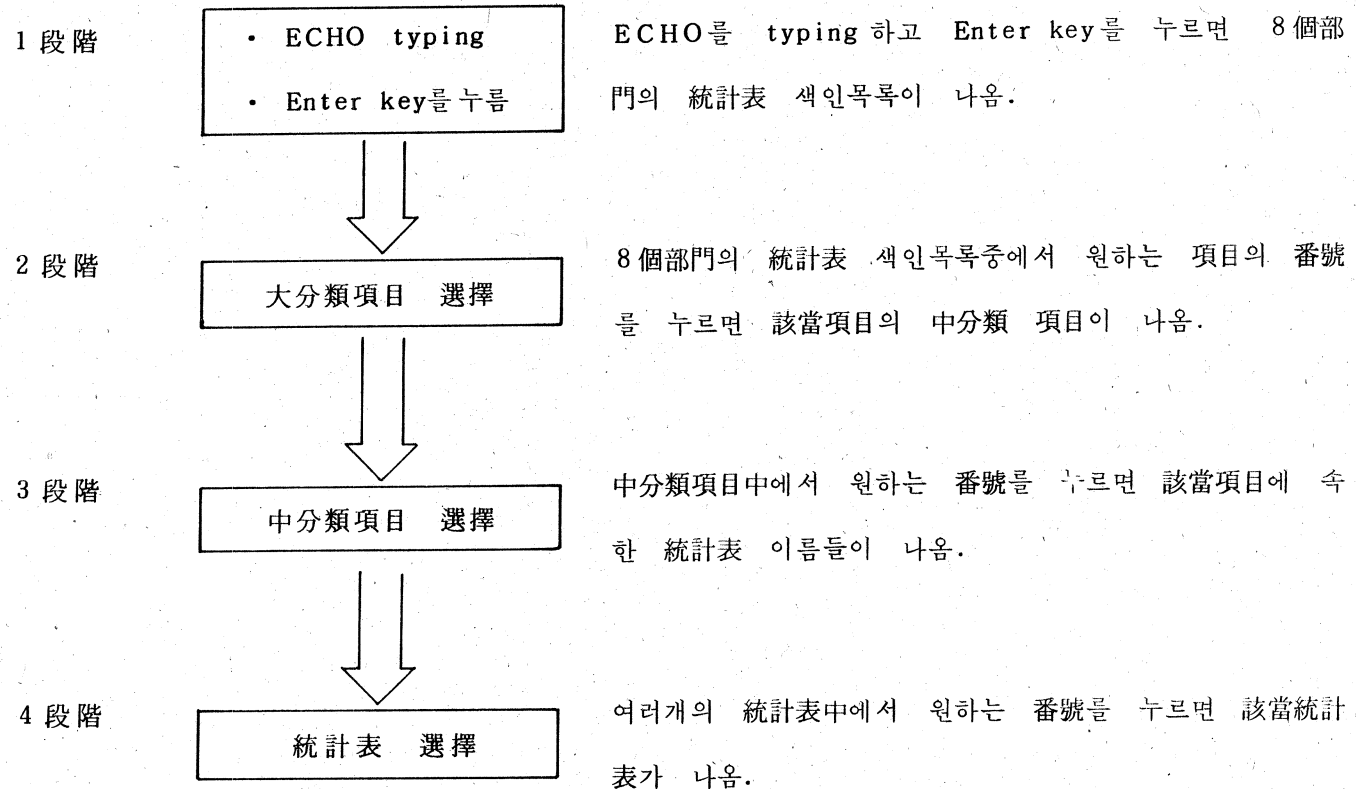 1 段階
· ECHO typing
· Enter key를 누름
ECHO를 typing 하고 Enter key를 누르면 8個部
門의 統計表 색인목록이 나옴.
2 段階
大分類項目 選擇
8個部門의 統計表 색인목록중에서 원하는 項目의 番號
를 누르면 該當項目의 中分類 項目이 나옴.
3 段階
中分類項目 選擇
中分類項目中에서 원하는 番號를 누르면 該當項目에 속
한 統計表 이름들이 나옴.
4 段階
統計表 選擇
여러개의 統計表中에서 원하는 番號를 누르면 該當統計
表가 나옴.